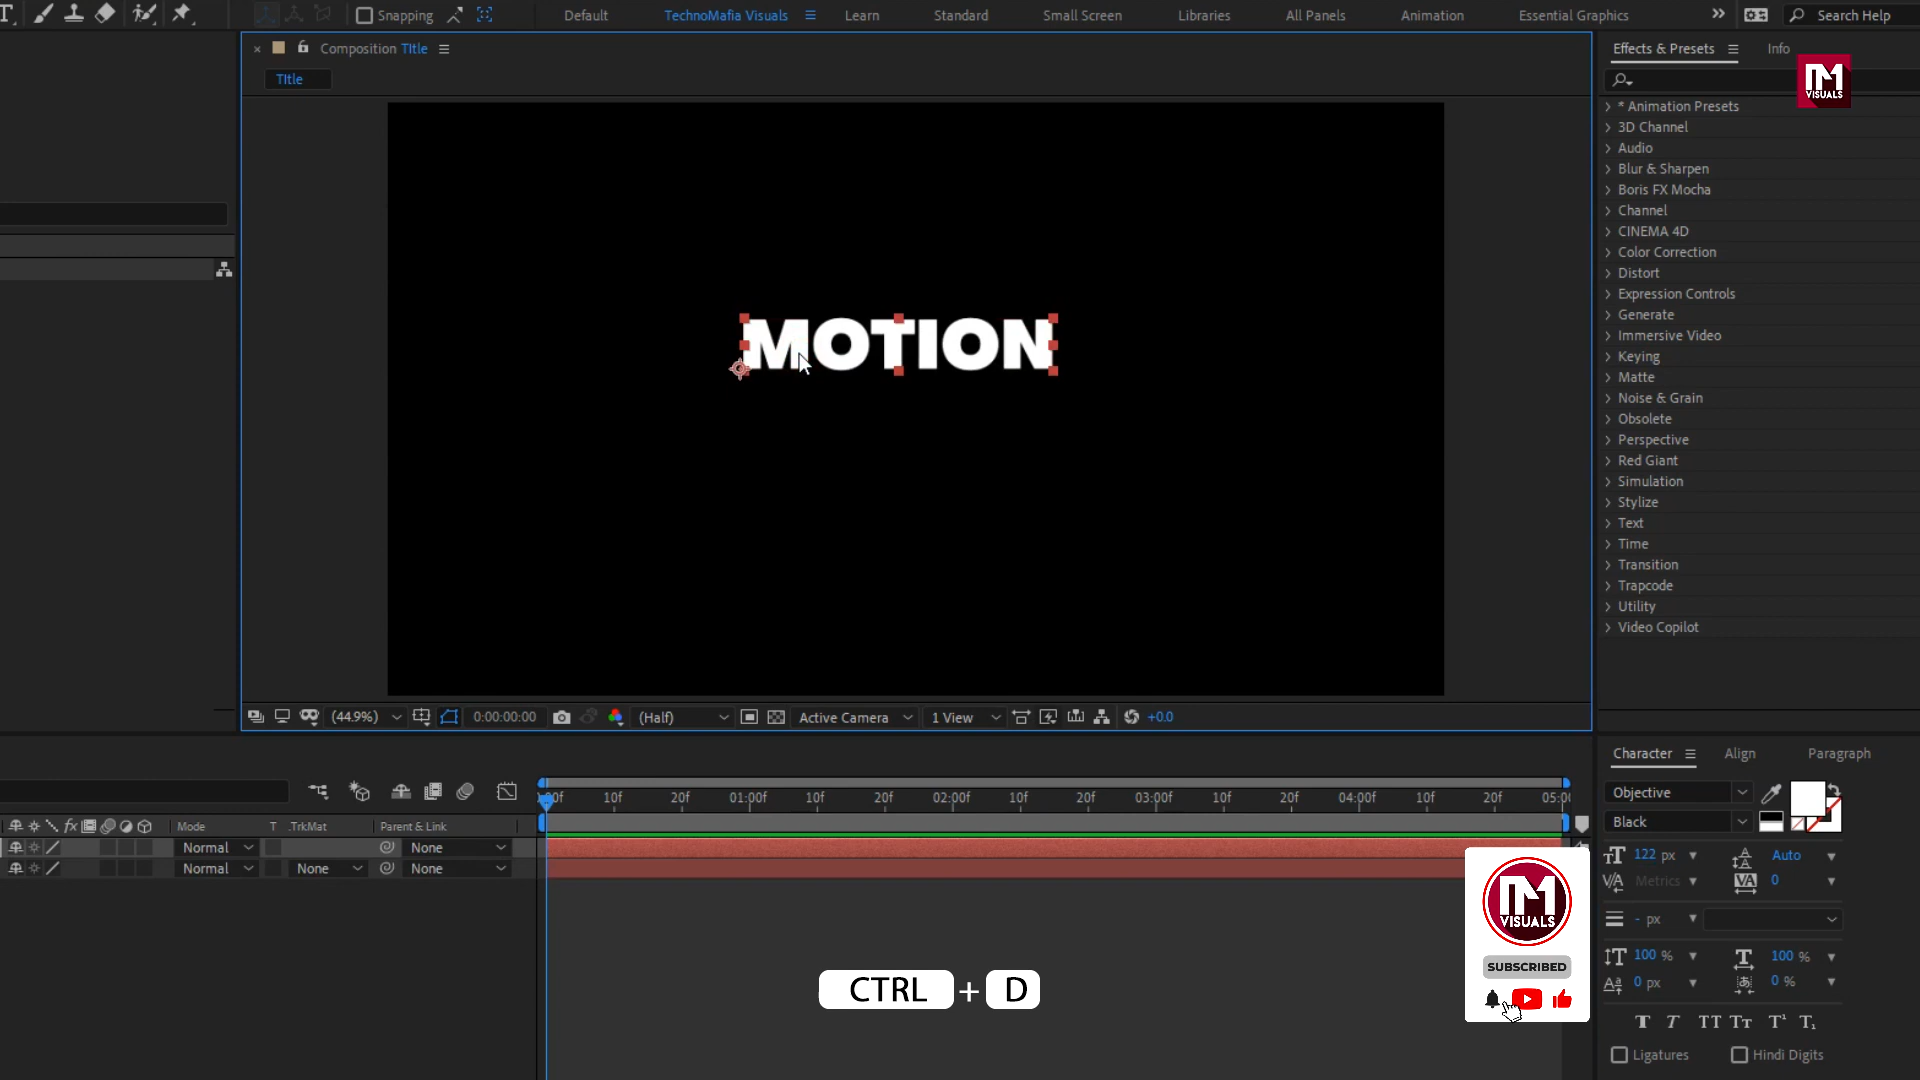 Snapping Default TechnoMafia Visuals Learn Standard Small Screen Libraries All Panels Animation Essential Graphics Search Help
Composition TItle
TItle
MOTION
Effects & Presets Info
M VISUALS
* Animation Presets
3D Channel
Audio
Blur & Sharpen
Boris FX Mocha
Channel
CINEMA 4D
Color Correction
Distort
Expression Controls
Generate
Immersive Video
Keying
Matte
Noise & Grain
Obsolete
Perspective
Red Giant
Simulation
Stylize
Text
Time
Transition
Trapcode
Utility
Video Copilot
(44.9%) 0:00:00:00 (Half) Active Camera 1 View +0.0
10f 20f 01:00f 10f 20f 02:00f 10f 20f 03:00f 10f 20f 04:00f 10f 20f
fx Mode T .TrkMat Parent & Link
Normal None
Normal None None
CTRL + D
M VISUALS
SUBSCRIBED
Character Align Paragraph
Objective
Black
122 px Auto
Metrics 0
- px
100 % 100 %
0 px 0 %
T T TT Tт T¹ T₁
Ligatures Hindi Digits